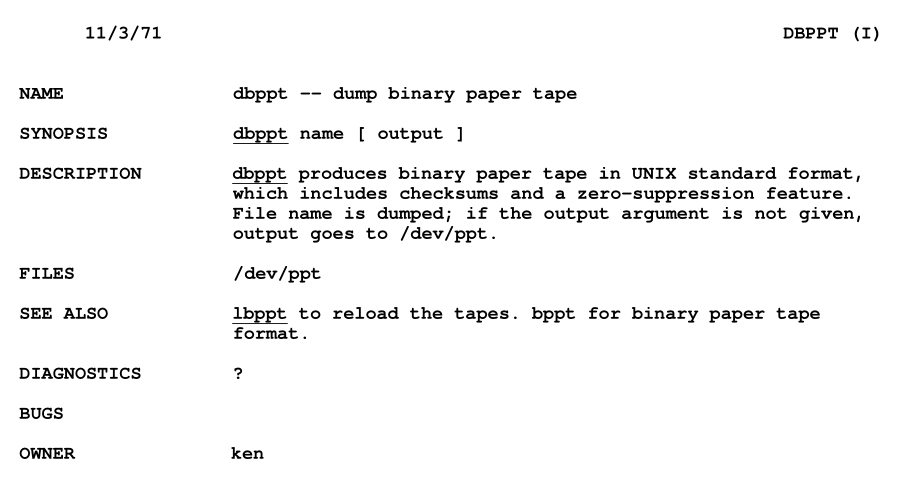 11/3/71 DBPPT (I)
NAME dbppt -- dump binary paper tape
SYNOPSIS dbppt name [ output ]
DESCRIPTION dbppt produces binary paper tape in UNIX standard format,
which includes checksums and a zero-suppression feature.
File name is dumped; if the output argument is not given,
output goes to /dev/ppt.
FILES /dev/ppt
SEE ALSO lbppt to reload the tapes. bppt for binary paper tape
format.
DIAGNOSTICS ?
BUGS
OWNER ken